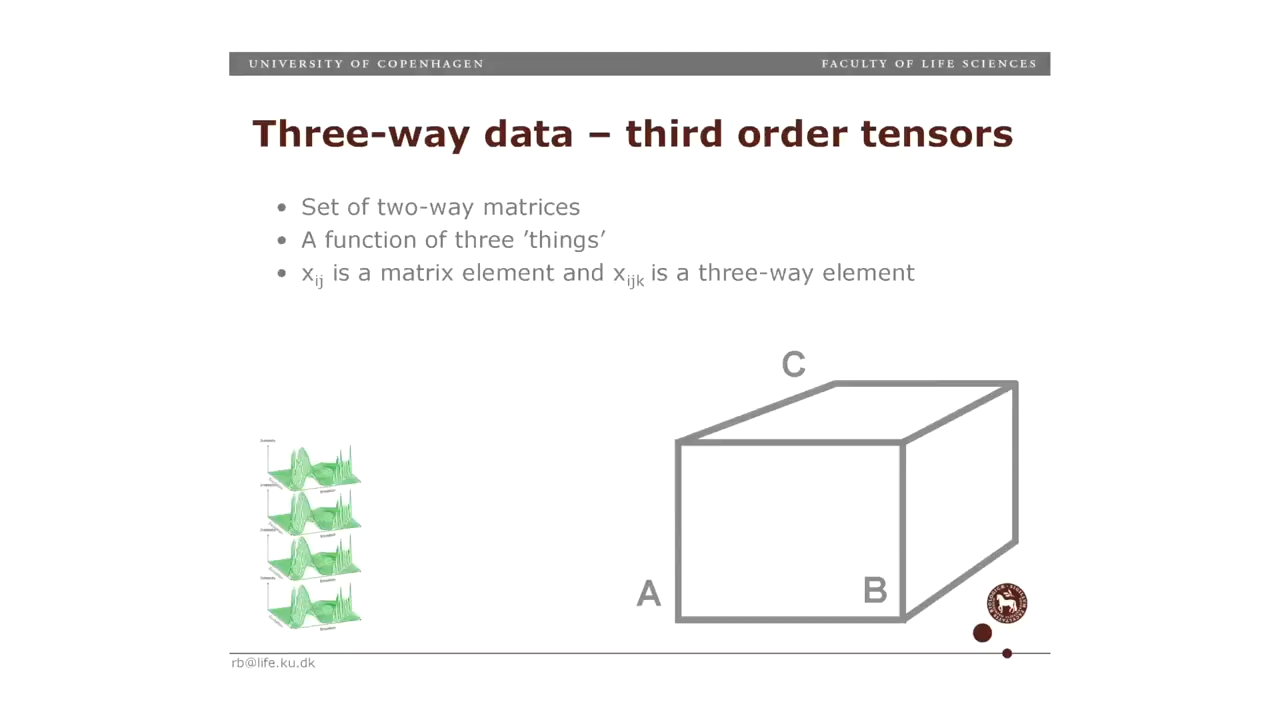 UNIVERSITY OF COPENHAGEN
FACULTY OF LIFE SCIENCES
Three-way data – third order tensors
• Set of two-way matrices
• A function of three ’things’
• xij is a matrix element and xijk is a three-way element
C
A
B
rb@life.ku.dk